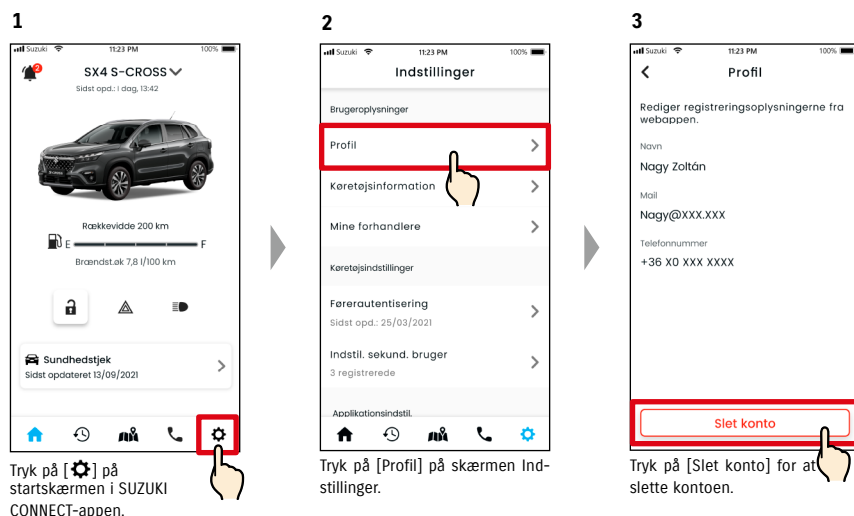 1
Suzuki 11:23 PM 100%
2
SX4 S-CROSS
Sidst opd.: I dag, 13:42
Rækkevidde 200 km
E F
Brændst.øk 7,8 l/100 km
Sundhedstjek
Sidst opdateret 13/09/2021
Tryk på [ ] på
startskærmen i SUZUKI
CONNECT-appen.
2
Suzuki 11:23 PM 100%
Indstillinger
Brugeroplysninger
Profil
Køretøjsinformation
Mine forhandlere
Køretøjsindstillinger
Førerautentisering
Sidst opd.: 25/03/2021
Indstil. sekund. bruger
3 registrerede
Applikationsindstil.
Tryk på [Profil] på skærmen Ind-
stillinger.
3
Suzuki 11:23 PM 100%
Profil
Rediger registreringsoplysningerne fra
webappen.
Navn
Nagy Zoltán
Mail
Nagy@XXX.XXX
Telefonnummer
+36 X0 XXX XXXX
Slet konto
Tryk på [Slet konto] for at
slette kontoen.